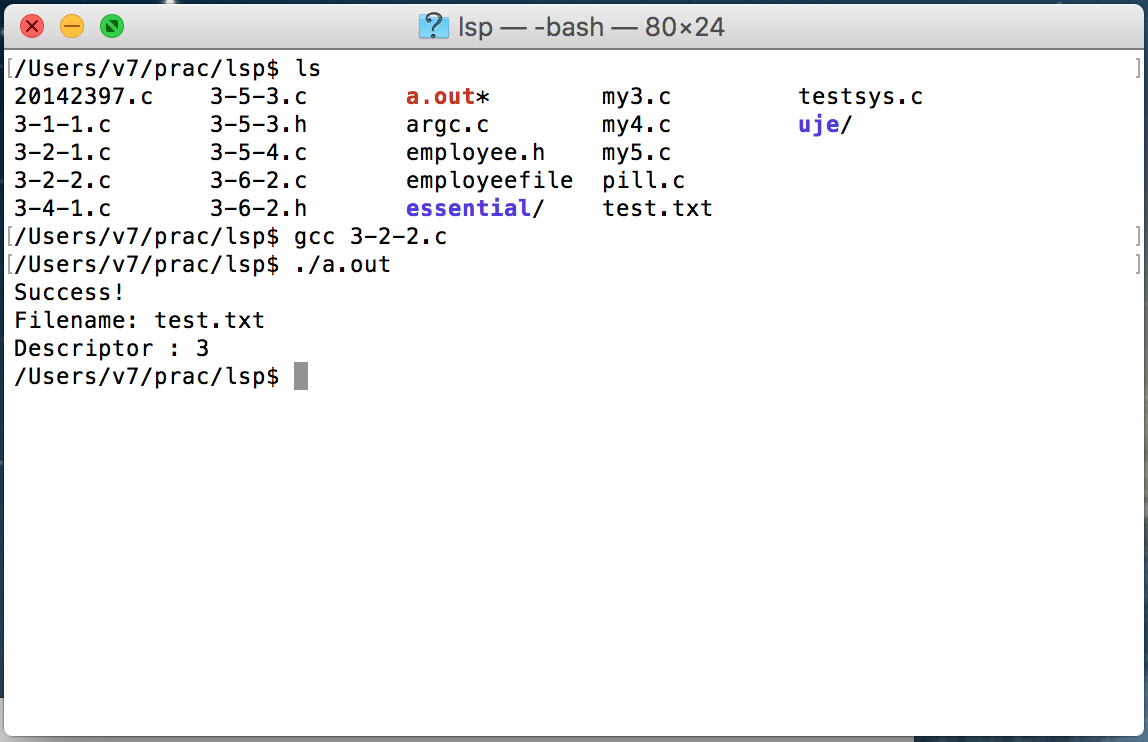 lsp — -bash — 80×24
[/Users/v7/prac/lsp$ ls ]
20142397.c 3-5-3.c a.out* my3.c testsys.c
3-1-1.c 3-5-3.h argc.c my4.c uje/
3-2-1.c 3-5-4.c employee.h my5.c
3-2-2.c 3-6-2.c employeefile pill.c
3-4-1.c 3-6-2.h essential/ test.txt
[/Users/v7/prac/lsp$ gcc 3-2-2.c ]
[/Users/v7/prac/lsp$ ./a.out ]
Success!
Filename: test.txt
Descriptor : 3
/Users/v7/prac/lsp$